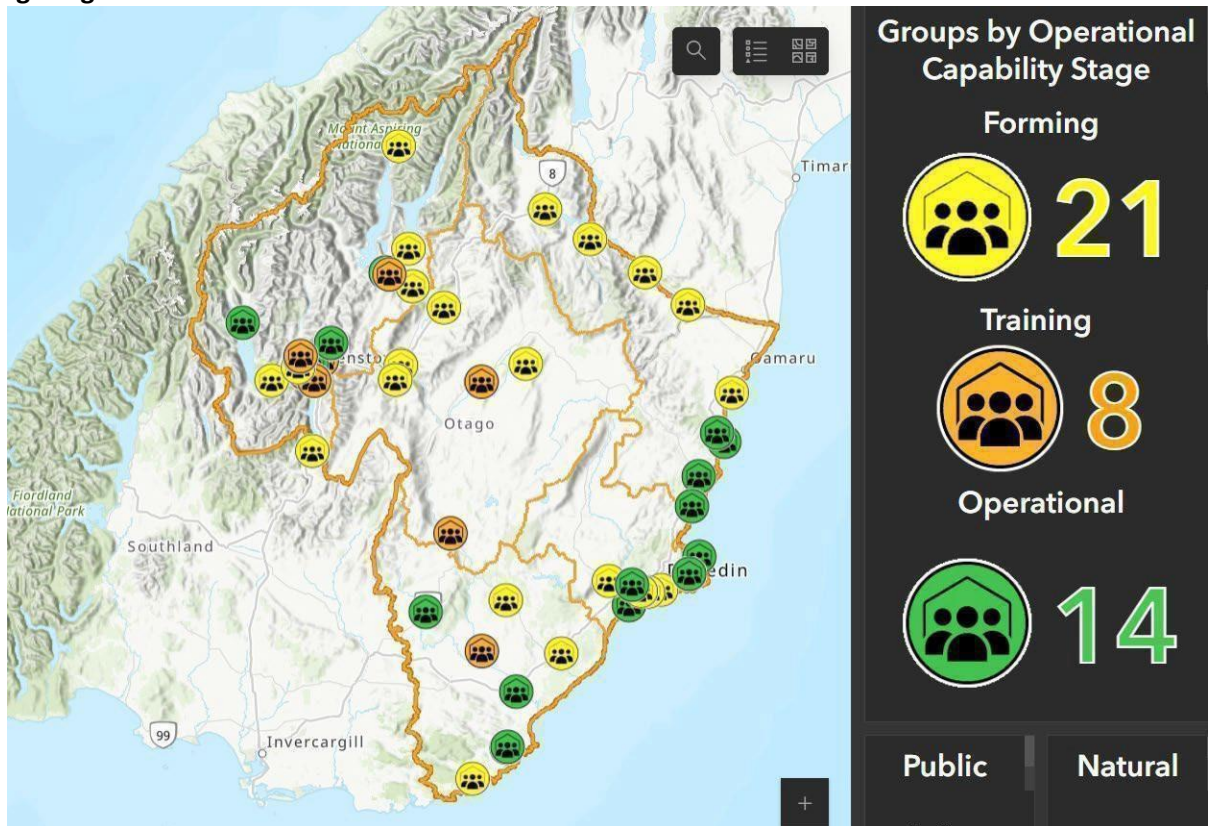 Mount Aspiring
National
8
Timar
Oamaru
Otago
Fiordland
National Park
Southland
99
Invercargill
Groups by Operational
Capability Stage
Forming
21
Training
8
Operational
14
Public
Natural